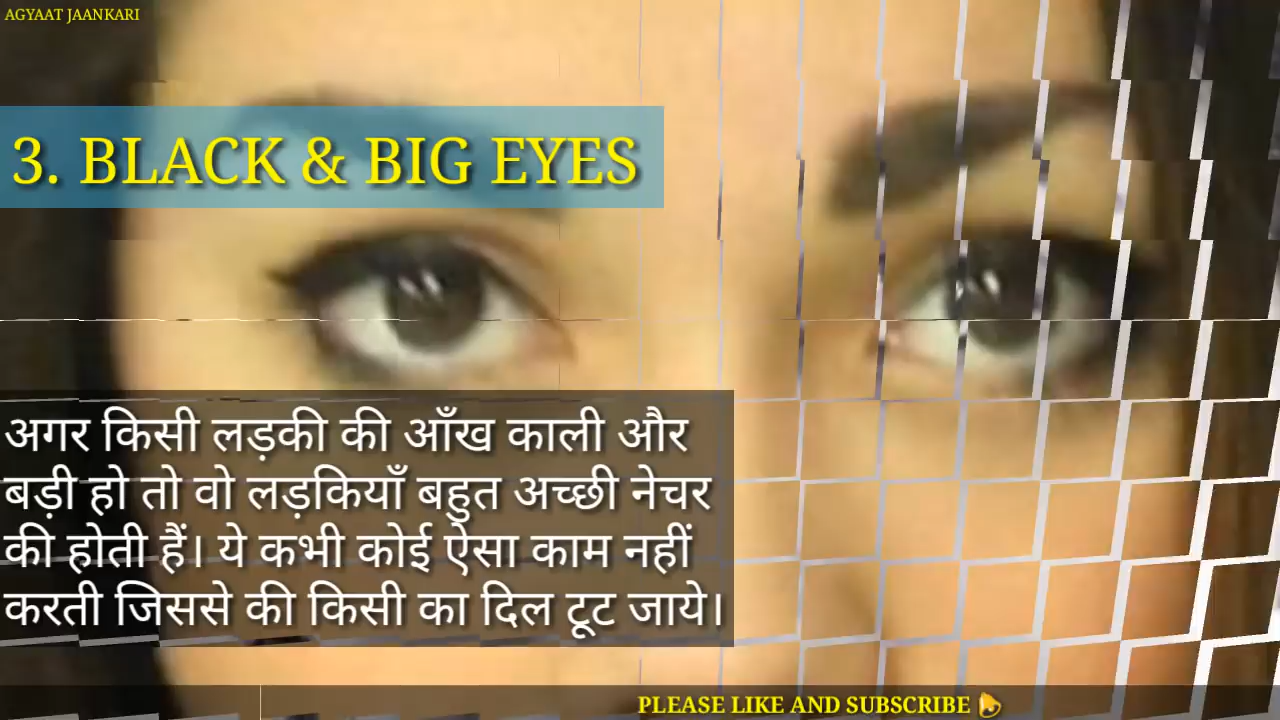 AGYAAT JAANKARI
3. BLACK & BIG EYES
अगर किसी लड़की की आँख काली और
बड़ी हो तो वो लड़कियाँ बहुत अच्छी नेचर
की होती हैं। ये कभी कोई ऐसा काम नहीं
करती जिससे की किसी का दिल टूट जाये।
PLEASE LIKE AND SUBSCRIBE